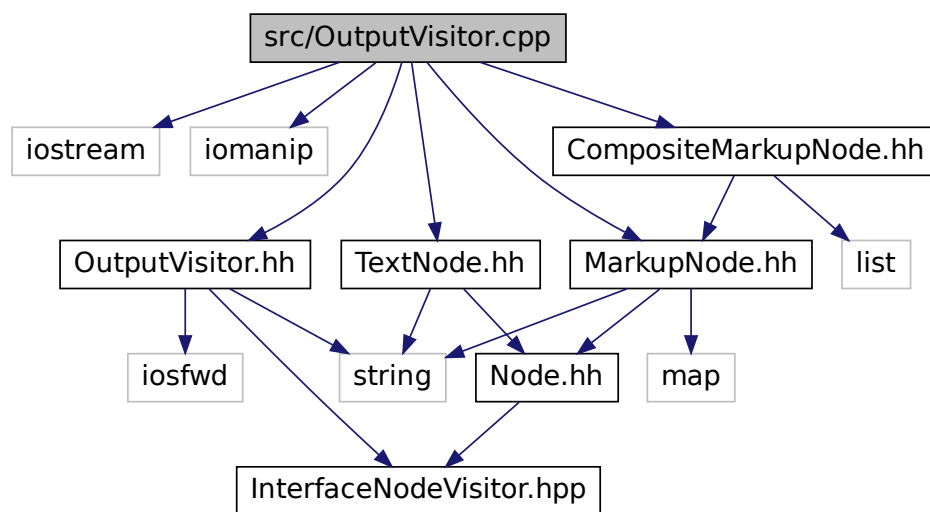 src/OutputVisitor.cpp
iostream
iomanip
CompositeMarkupNode.hh
OutputVisitor.hh
TextNode.hh
MarkupNode.hh
list
iosfwd
string
Node.hh
map
InterfaceNodeVisitor.hpp